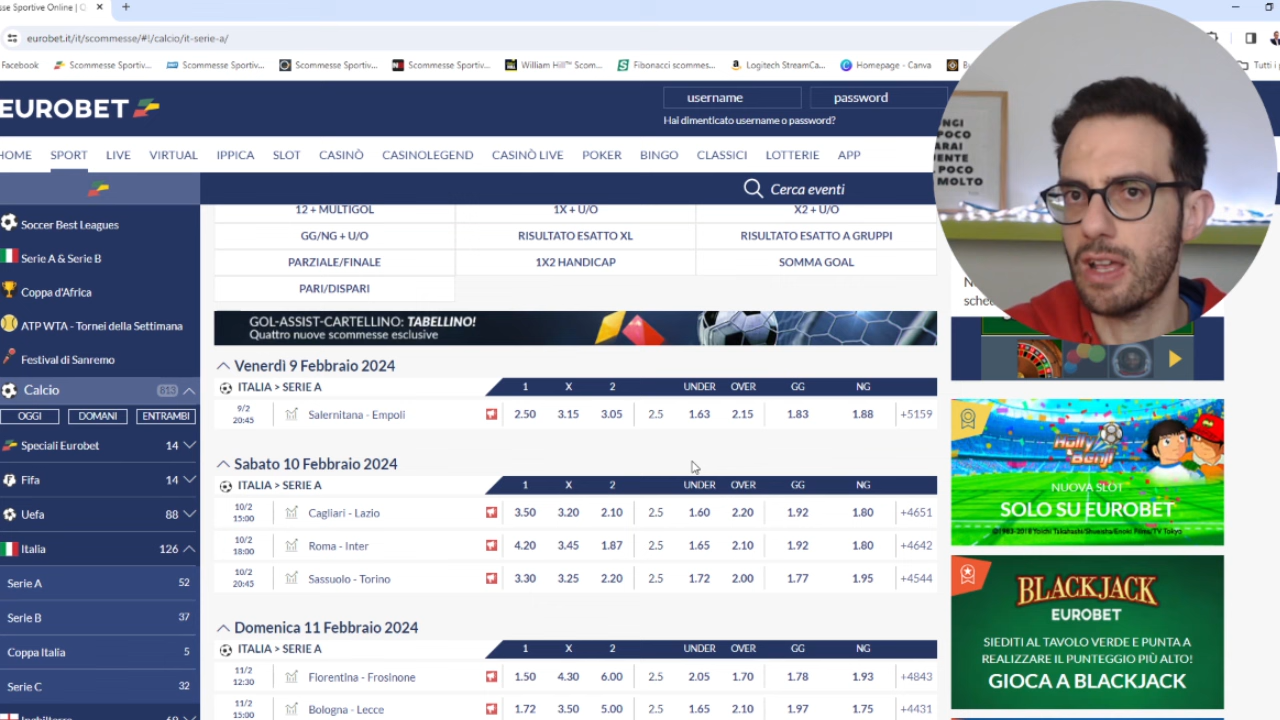 sse Sportive Online |
eurobet.it/it/scommesse/#!/calcio/it-serie-a/
Facebook Scommesse Sportiv... Scommesse Sportiv... Scommesse Sportiv... Scommesse Sportiv... William Hill™ Scom... Fibonacci scommes... Logitech StreamCa... Homepage - Canva Tutti i
EUROBET
username password
Hai dimenticato username o password?
HOME SPORT LIVE VIRTUAL IPPICA SLOT CASINÒ CASINOLEGEND CASINÒ LIVE POKER BINGO CLASSICI LOTTERIE APP
Cerca eventi
12 + MULTIGOL 1X + U/O X2 + U/O
GG/NG + U/O RISULTATO ESATTO XL RISULTATO ESATTO A GRUPPI
PARZIALE/FINALE 1X2 HANDICAP SOMMA GOAL
PARI/DISPARI
GOL-ASSIST-CARTELLINO: TABELLINO!
Quattro nuove scommesse esclusive
Venerdì 9 Febbraio 2024
ITALIA > SERIE A 1 X 2 UNDER OVER GG NG
9/2 20:45 Salernitana - Empoli 2.50 3.15 3.05 2.5 1.63 2.15 1.83 1.88 +5159
Sabato 10 Febbraio 2024
ITALIA > SERIE A 1 X 2 UNDER OVER GG NG
10/2 15:00 Cagliari - Lazio 3.50 3.20 2.10 2.5 1.60 2.20 1.92 1.80 +4651
10/2 18:00 Roma - Inter 4.20 3.45 1.87 2.5 1.65 2.10 1.92 1.80 +4642
10/2 20:45 Sassuolo - Torino 3.30 3.25 2.20 2.5 1.72 2.00 1.77 1.95 +4544
Domenica 11 Febbraio 2024
ITALIA > SERIE A 1 X 2 UNDER OVER GG NG
11/2 12:30 Fiorentina - Frosinone 1.50 4.30 6.00 2.5 2.05 1.70 1.78 1.93 +4843
11/2 15:00 Bologna - Lecce 1.72 3.50 5.00 2.5 1.65 2.10 1.97 1.75 +4431
Soccer Best Leagues
Serie A & Serie B
Coppa d'Africa
ATP WTA - Tornei della Settimana
Festival di Sanremo
Calcio 813
OGGI DOMANI ENTRAMBI
Speciali Eurobet 14
Fifa 14
Uefa 88
Italia 126
Serie A 52
Serie B 37
Coppa Italia 5
Serie C 32
Inghilterra 69
POCO
ARAI
POCO
MOLTO
Holly e Benji
NUOVA SLOT
SOLO SU EUROBET
BLACKJACK
EUROBET
SIEDITI AL TAVOLO VERDE E PUNTA A
REALIZZARE IL PUNTEGGIO PIÙ ALTO!
GIOCA A BLACKJACK